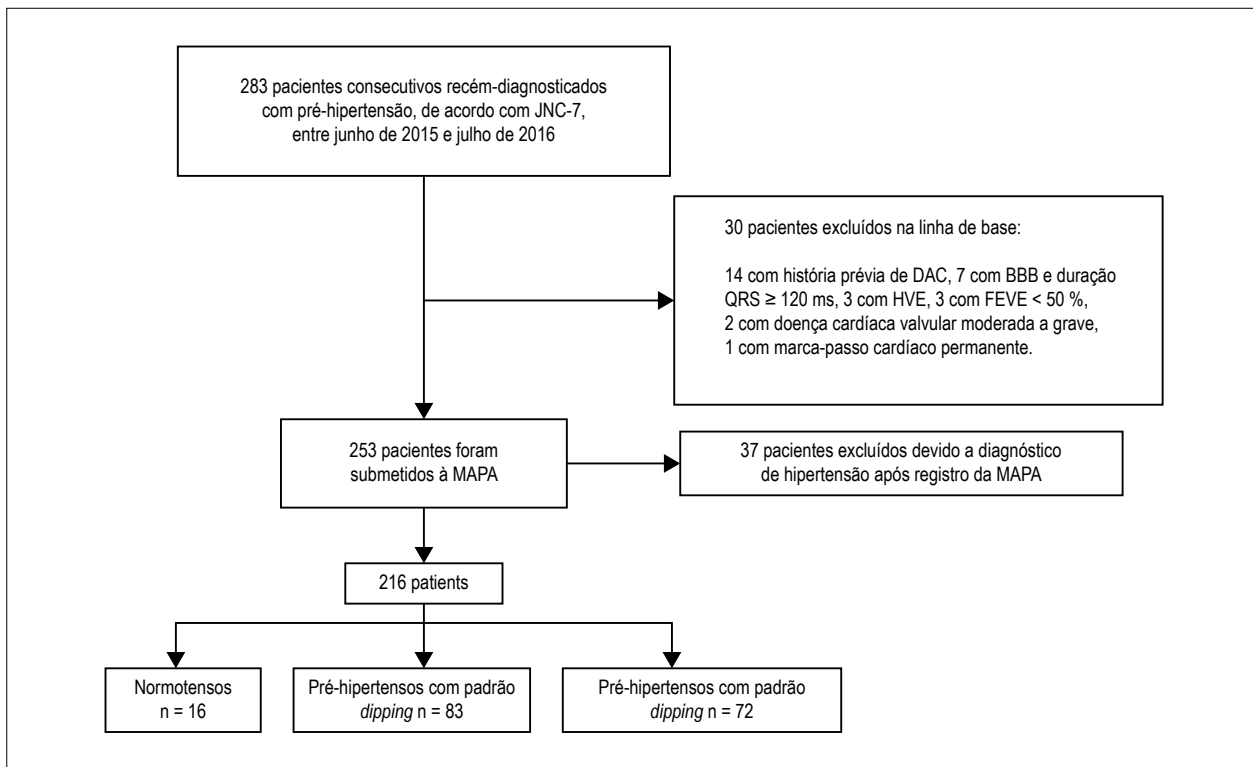 283 pacientes consecutivos recém-diagnosticados
com pré-hipertensão, de acordo com JNC-7,
entre junho de 2015 e julho de 2016
30 pacientes excluídos na linha de base:
14 com história prévia de DAC, 7 com BBB e duração
QRS ≥ 120 ms, 3 com HVE, 3 com FEVE < 50 %,
2 com doença cardíaca valvular moderada a grave,
1 com marca-passo cardíaco permanente.
253 pacientes foram
submetidos à MAPA
37 pacientes excluídos devido a diagnóstico
de hipertensão após registro da MAPA
216 patients
Normotensos
n = 16
Pré-hipertensos com padrão
dipping n = 83
Pré-hipertensos com padrão
dipping n = 72